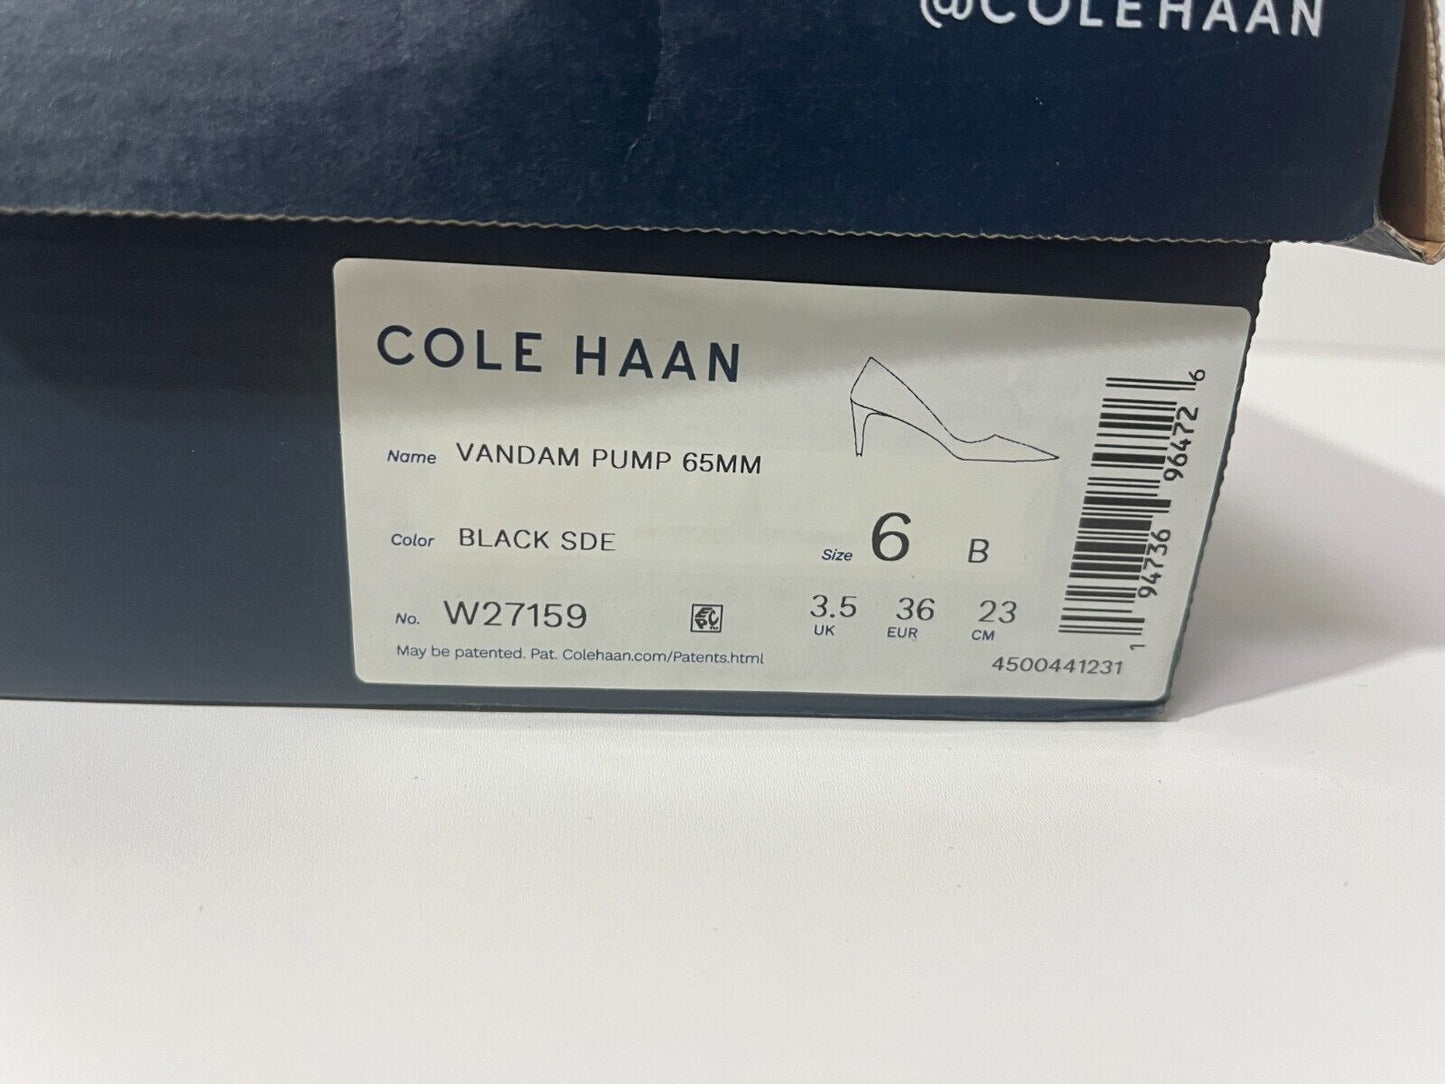 @COLEHAAN
COLE HAAN
Name VANDAM PUMP 65MM
Color BLACK SDE
Size 6 B
No. W27159
3.5 36 23
UK EUR CM
May be patented. Pat. Colehaan.com/Patents.html
4500441231
1 94736 96472 6